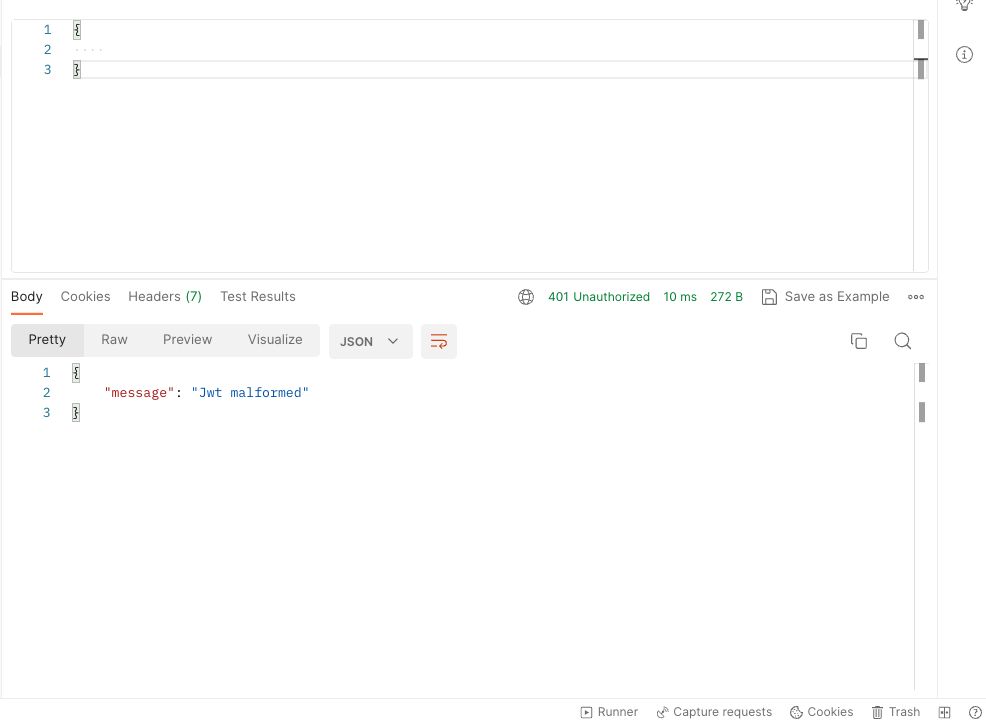 1 {
2 ....
3 }
Body Cookies Headers (7) Test Results 401 Unauthorized 10 ms 272 B Save as Example
Pretty Raw Preview Visualize JSON
1 {
2 "message": "Jwt malformed"
3 }
Runner Capture requests Cookies Trash